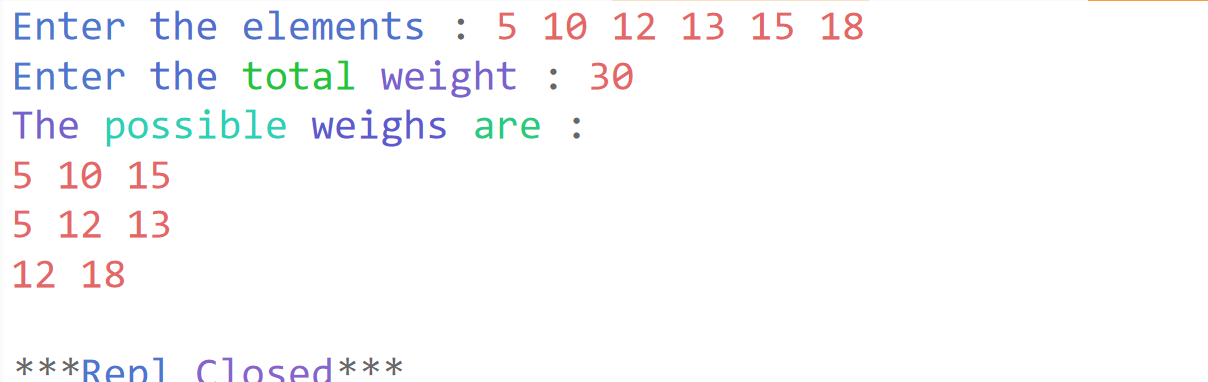 Enter the elements : 5 10 12 13 15 18
Enter the total weight : 30
The possible weighs are :
5 10 15
5 12 13
12 18
***Repl Closed***